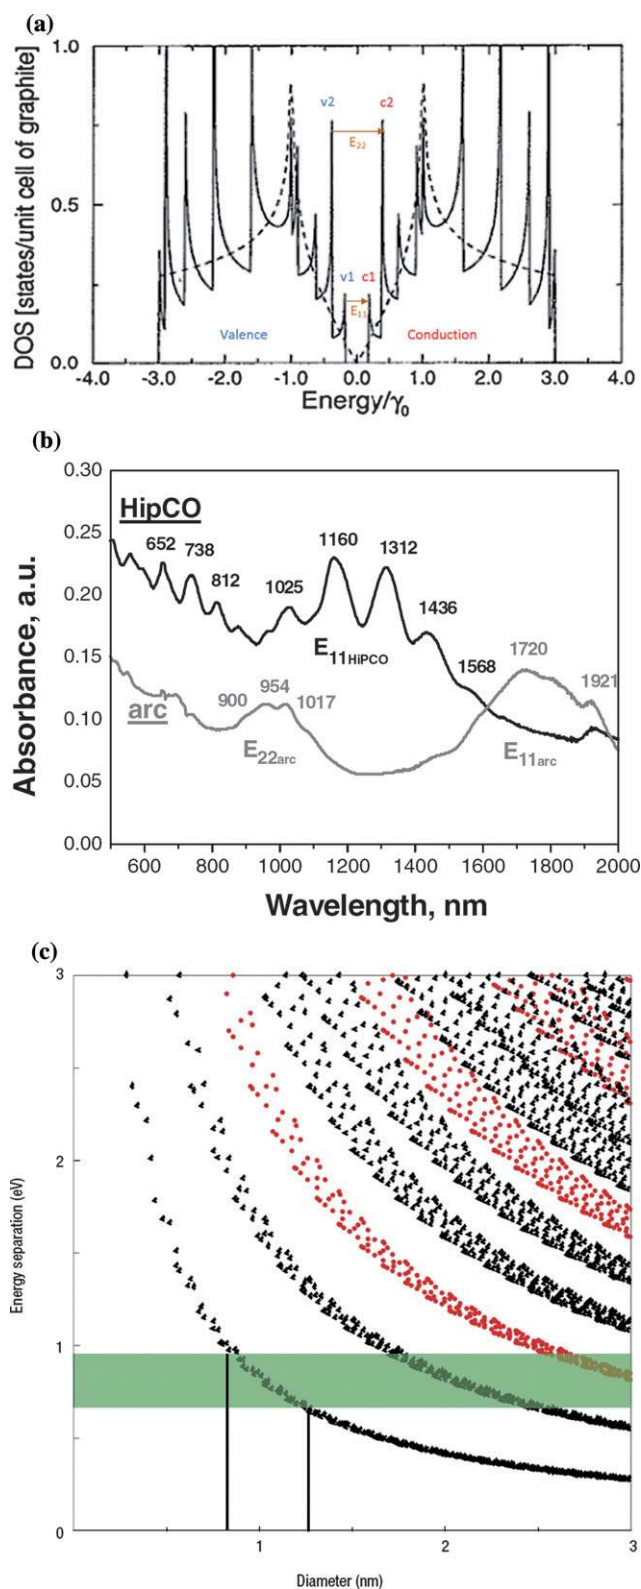 (a)
DOS [states/unit cell of graphite]
1.0
0.5
0.0
v2
c2
E22
v1
c1
E11
Valence
Conduction
-4.0 -3.0 -2.0 -1.0 0.0 1.0 2.0 3.0 4.0
Energy/γ0
(b)
Absorbance, a.u.
0.30
0.25
0.20
0.15
0.10
0.05
0.00
HipCO
652
738
812
1025
1160
1312
1436
1568
E11HiPCO
1720
1921
arc
900
954
1017
E22arc
E11arc
600 800 1000 1200 1400 1600 1800 2000
Wavelength, nm
(c)
Energy separation (eV)
3
2
1
0
1 2 3
Diameter (nm)